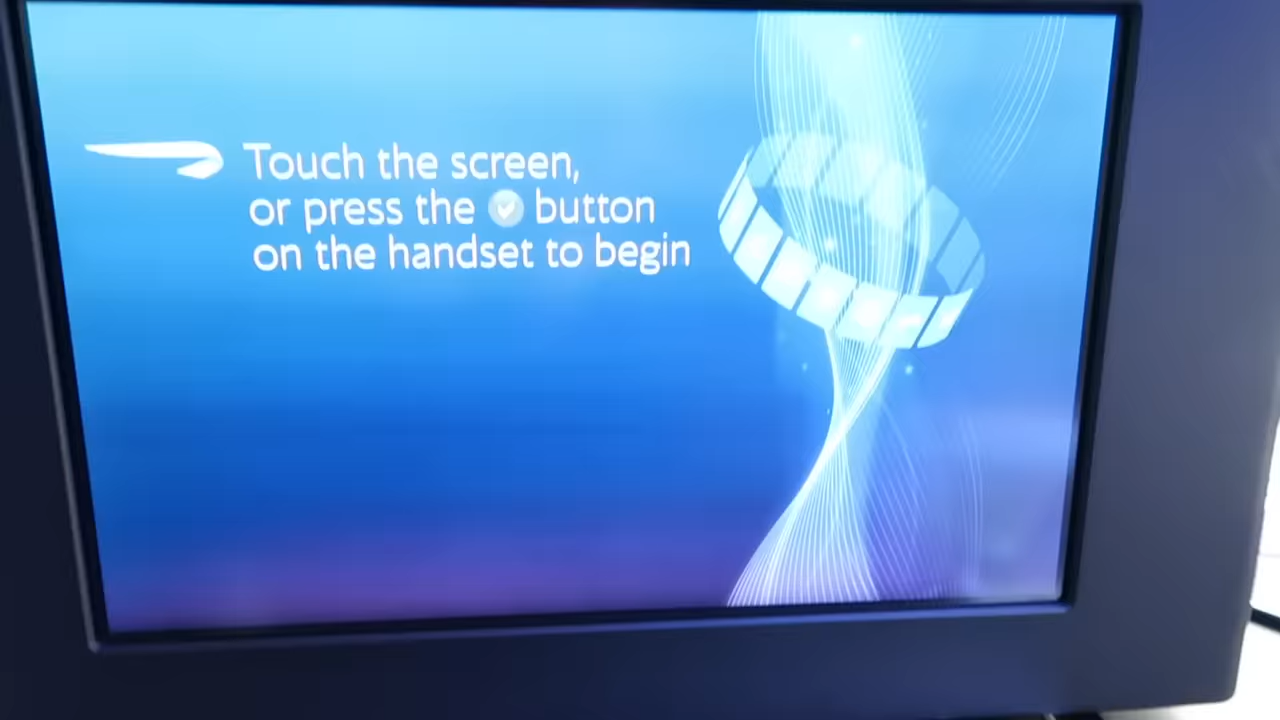 Touch the screen,
or press the button
on the handset to begin